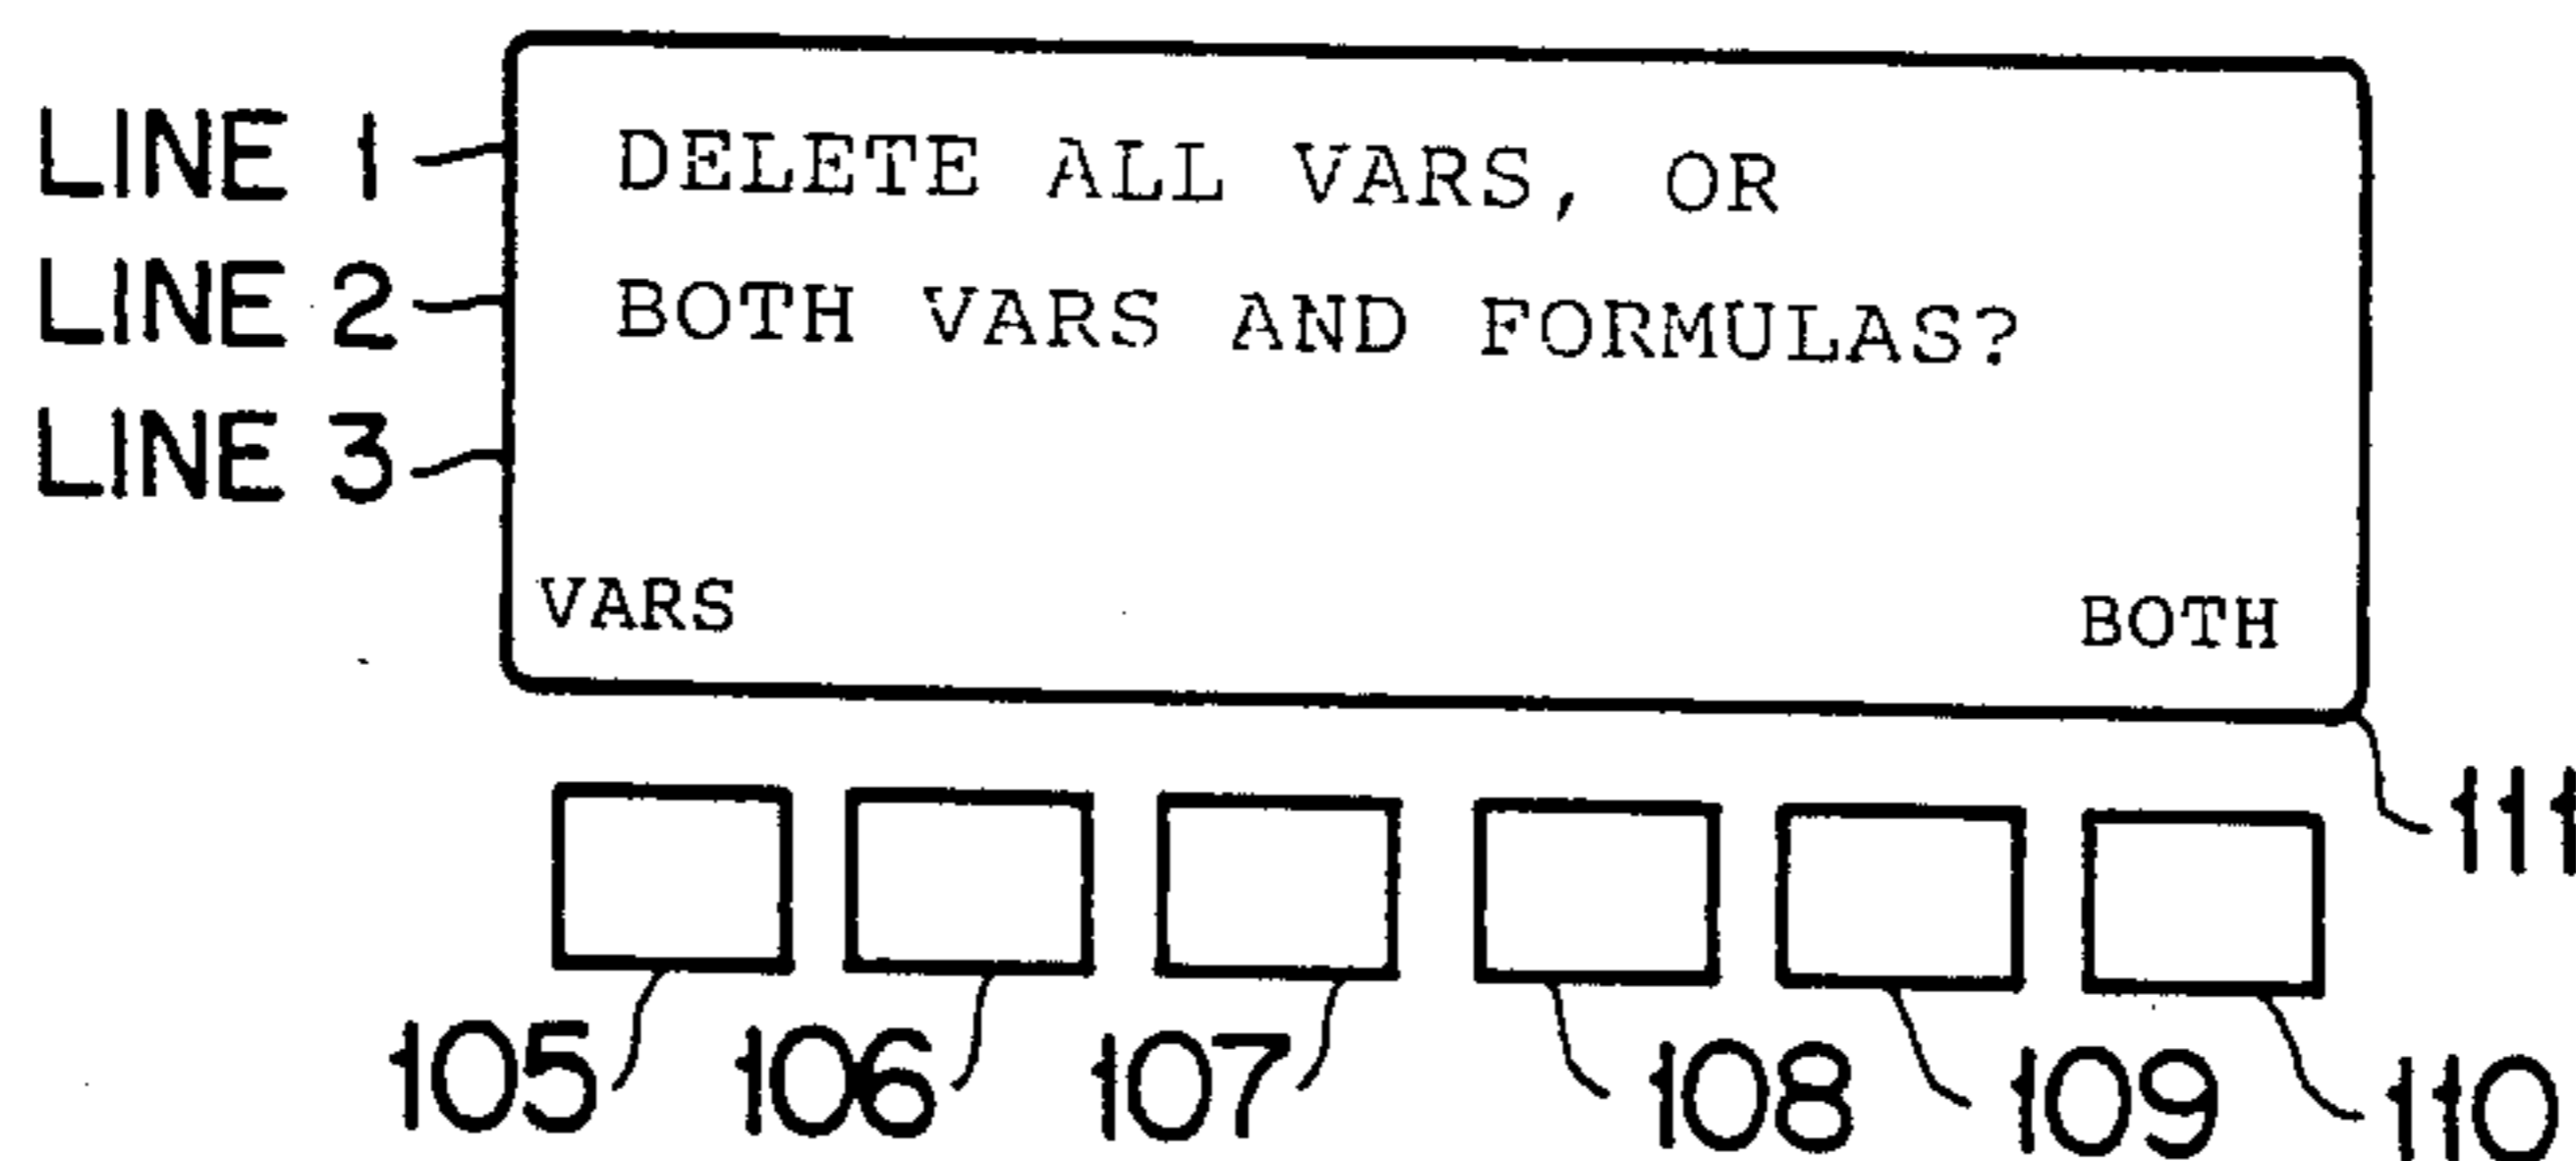 LINE 1 DELETE ALL VARS, OR
LINE 2 BOTH VARS AND FORMULAS?
LINE 3
VARS BOTH
111
105 106 107 108 109 110